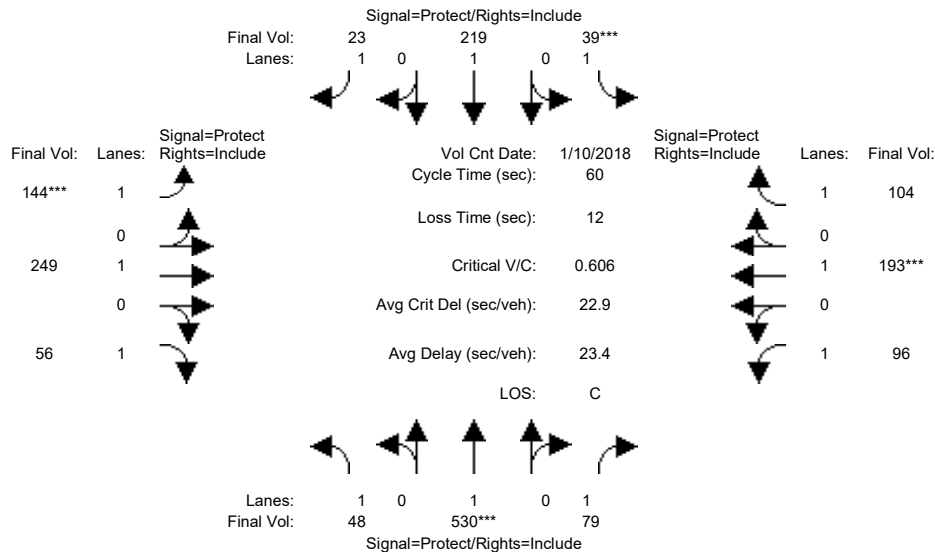 Signal=Protect/Rights=Include
Final Vol: 23 219 39***
Lanes: 1 0 1 0 1
Signal=Protect Signal=Protect
Final Vol: Lanes: Rights=Include Vol Cnt Date: 1/10/2018 Rights=Include Lanes: Final Vol:
Cycle Time (sec): 60
144*** 1 1 104
Loss Time (sec): 12
0 0
249 1 Critical V/C: 0.606 1 193***
0 Avg Crit Del (sec/veh): 22.9 0
56 1 Avg Delay (sec/veh): 23.4 1 96
LOS: C
Lanes: 1 0 1 0 1
Final Vol: 48 530*** 79
Signal=Protect/Rights=Include